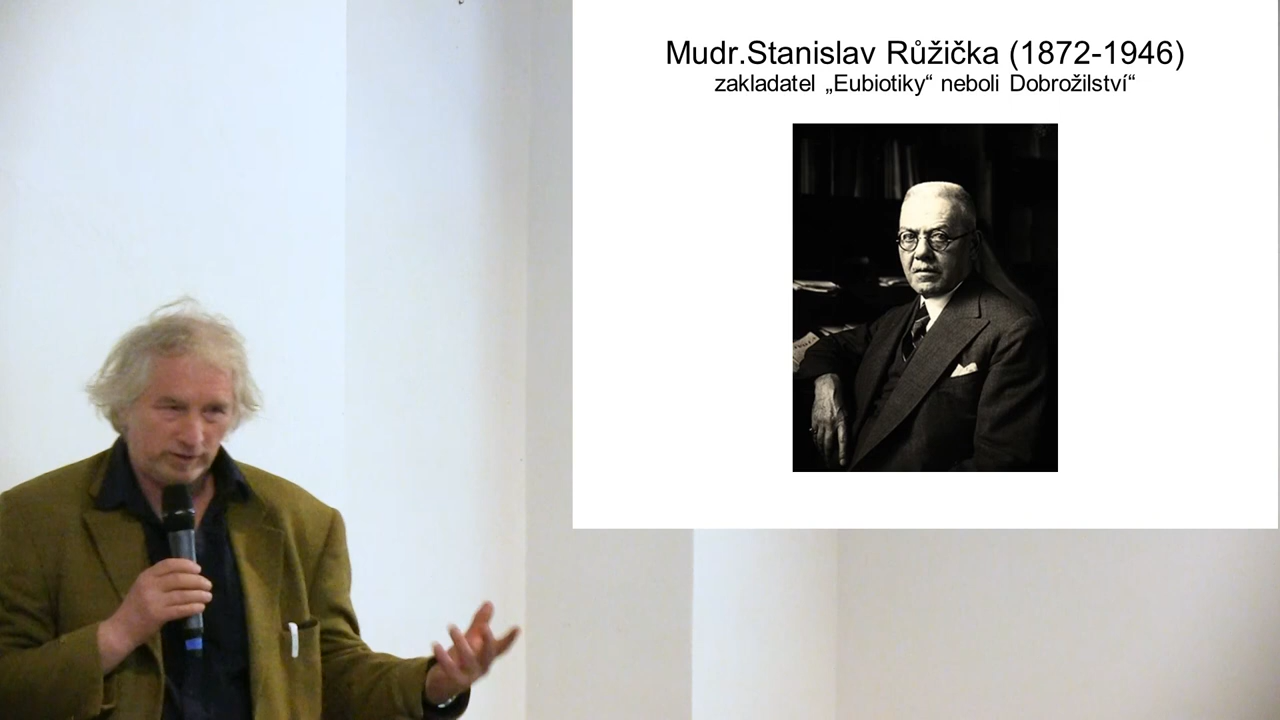 Mudr.Stanislav Růžička (1872-1946)
zakladatel „Eubiotiky“ neboli Dobrožilství“